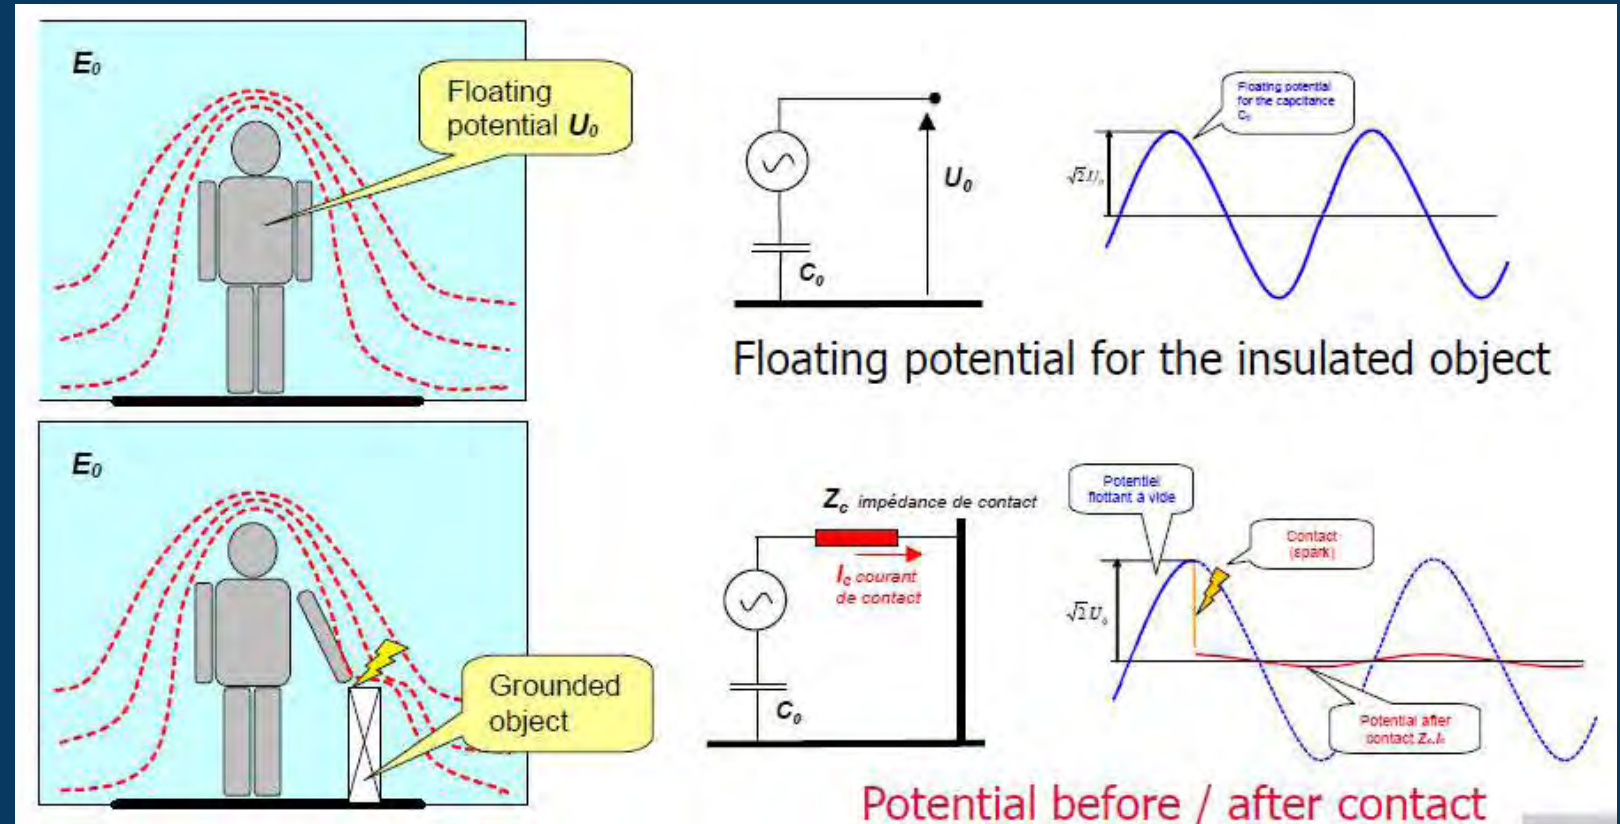 E₀
Floating
potential U₀
U₀
C₀
Floating potential
for the capcitance
C₀
√2U₀
Floating potential for the insulated object
E₀
Grounded
object
Zc impédance de contact
Ic courant
de contact
C₀
Potentiel
flottant à vide
Contact
(spark)
√2U₀
Potential after
contact Zc.Ic
Potential before / after contact